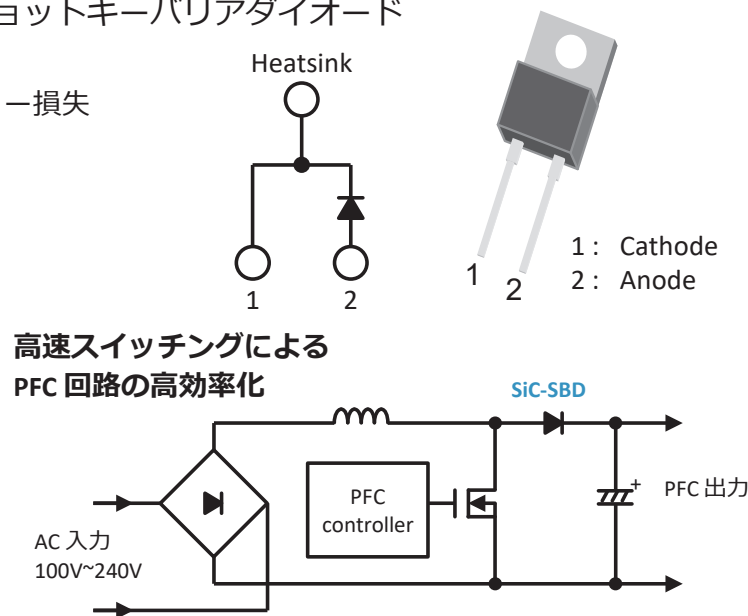 ョットキーバリアダイオード
ー損失
Heatsink
1
2
1
2
1 : Cathode
2 : Anode
高速スイッチングによる
PFC 回路の高効率化
SiC-SBD
PFC
controller
+
PFC 出力
AC 入力
100V~240V